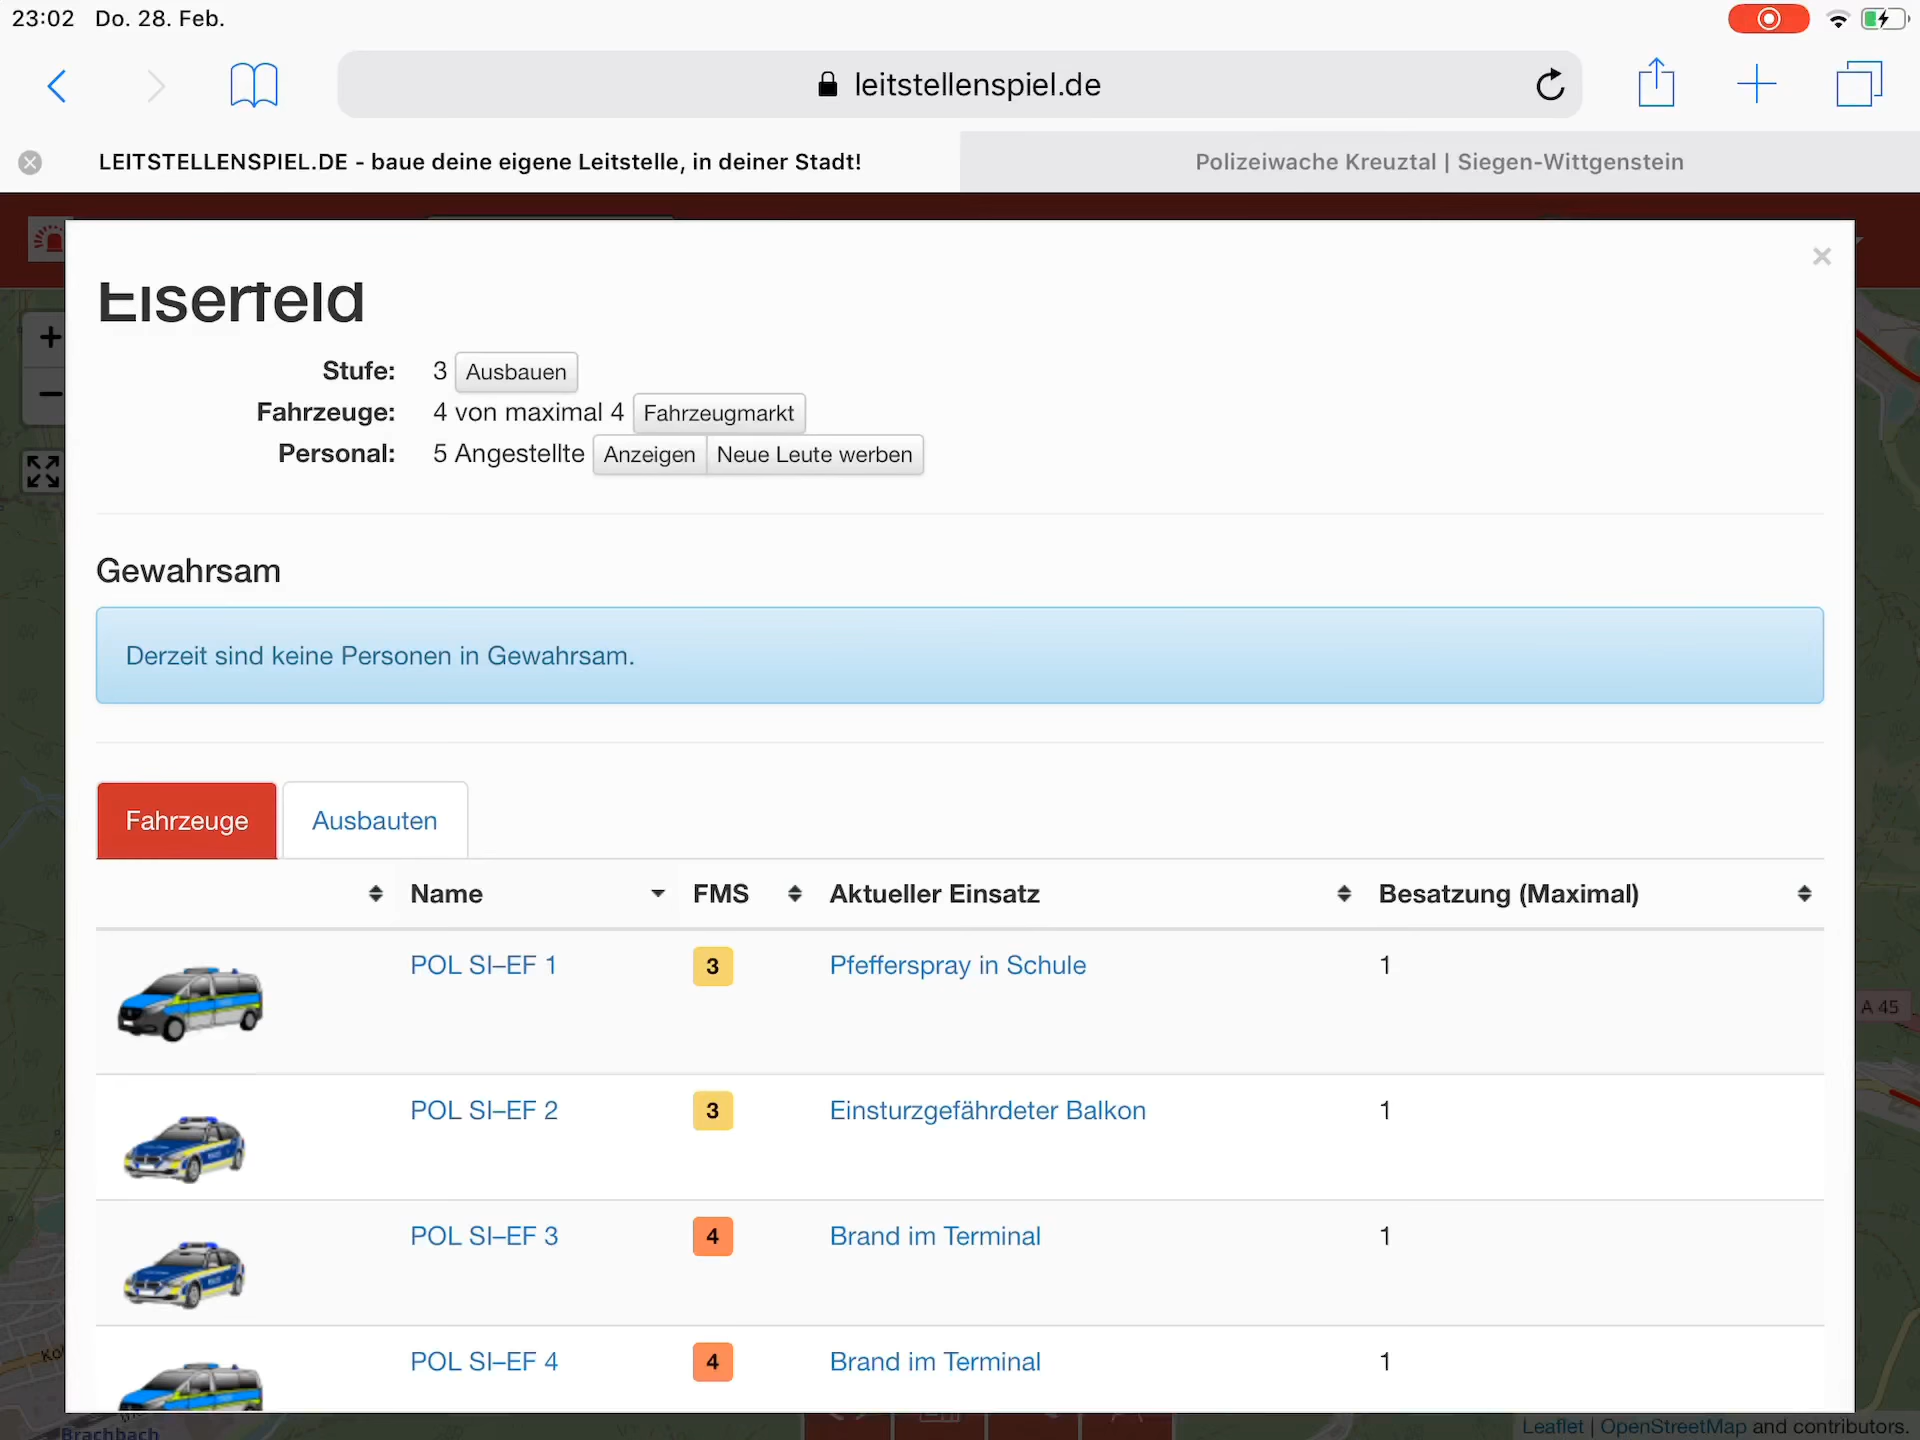 23:02 Do. 28. Feb.
leitstellenspiel.de
LEITSTELLENSPIEL.DE - baue deine eigene Leitstelle, in deiner Stadt!
Polizeiwache Kreuztal | Siegen-Wittgenstein
Eiserfeld
Stufe: 3 Ausbauen
Fahrzeuge: 4 von maximal 4 Fahrzeugmarkt
Personal: 5 Angestellte Anzeigen Neue Leute werben
Gewahrsam
Derzeit sind keine Personen in Gewahrsam.
Fahrzeuge Ausbauten
Name FMS Aktueller Einsatz Besatzung (Maximal)
POL SI–EF 1 3 Pfefferspray in Schule 1
A 45
POL SI–EF 2 3 Einsturzgefährdeter Balkon 1
POL SI–EF 3 4 Brand im Terminal 1
POL SI–EF 4 4 Brand im Terminal 1
Brachbach
Leaflet | OpenStreetMap and contributors.